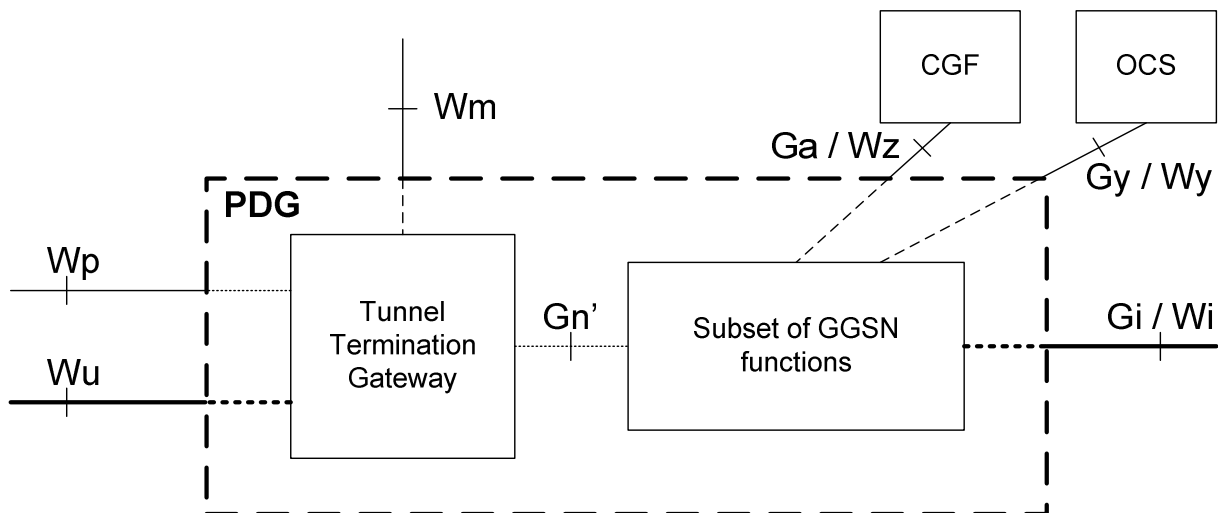 CGF
OCS
Wm
Ga / Wz
Gy / Wy
PDG
Wp
Tunnel
Termination
Gateway
Gn’
Subset of GGSN
functions
Gi / Wi
Wu